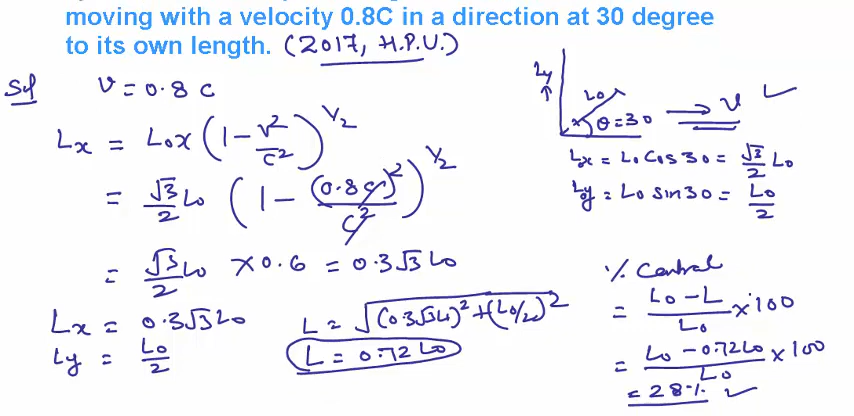 moving with a velocity 0.8C in a direction at 30 degree
to its own length. (2017, H.P.U.)
Sol V = 0.8 c
Lx = Lox (1 - v²/c²)^1/2
= √3/2 Lo (1 - (0.8c)²/c²)^1/2
= √3/2 Lo × 0.6 = 0.3√3 Lo
Lx = 0.3√3 Lo
Ly = Lo/2
L = √(0.3√3Lo)² + (Lo/2)²
L = 0.72 Lo
Ly
Lo
θ = 30
v
Lx = Lo Cos 30 = √3/2 Lo
Loy = Lo Sin 30 = Lo/2
%
= Lo - L/Lo × 100
= Lo - 0.72Lo/Lo × 100
= 28%